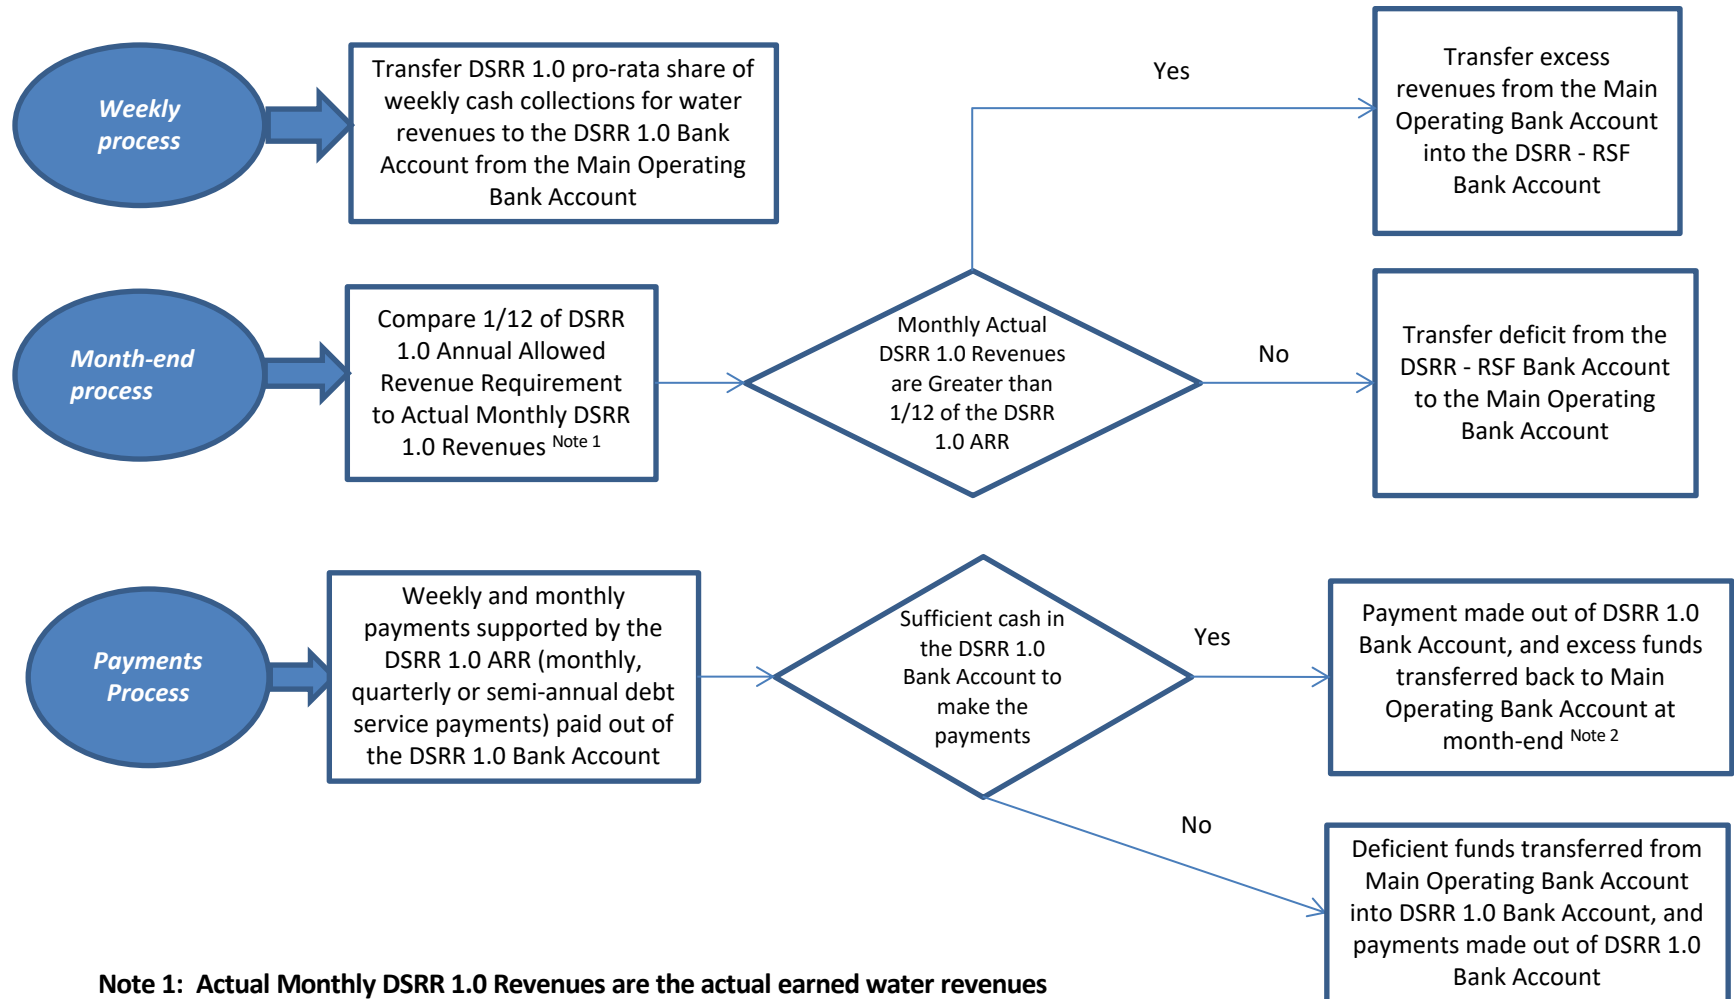 Weekly
process
Transfer DSRR 1.0 pro-rata share of
weekly cash collections for water
revenues to the DSRR 1.0 Bank
Account from the Main Operating
Bank Account
Yes
Transfer excess
revenues from the Main
Operating Bank Account
into the DSRR - RSF
Bank Account
Month-end
process
Compare 1/12 of DSRR
1.0 Annual Allowed
Revenue Requirement
to Actual Monthly DSRR
1.0 Revenues Note 1
Monthly Actual
DSRR 1.0 Revenues
are Greater than
1/12 of the DSRR
1.0 ARR
No
Transfer deficit from the
DSRR - RSF Bank Account
to the Main Operating
Bank Account
Payments
Process
Weekly and monthly
payments supported by the
DSRR 1.0 ARR (monthly,
quarterly or semi-annual debt
service payments) paid out of
the DSRR 1.0 Bank Account
Sufficient cash in
the DSRR 1.0
Bank Account to
make the
payments
Yes
Payment made out of DSRR 1.0
Bank Account, and excess funds
transferred back to Main
Operating Bank Account at
month-end Note 2
No
Deficient funds transferred from
Main Operating Bank Account
into DSRR 1.0 Bank Account, and
payments made out of DSRR 1.0
Bank Account
Note 1:  Actual Monthly DSRR 1.0 Revenues are the actual earned water revenues